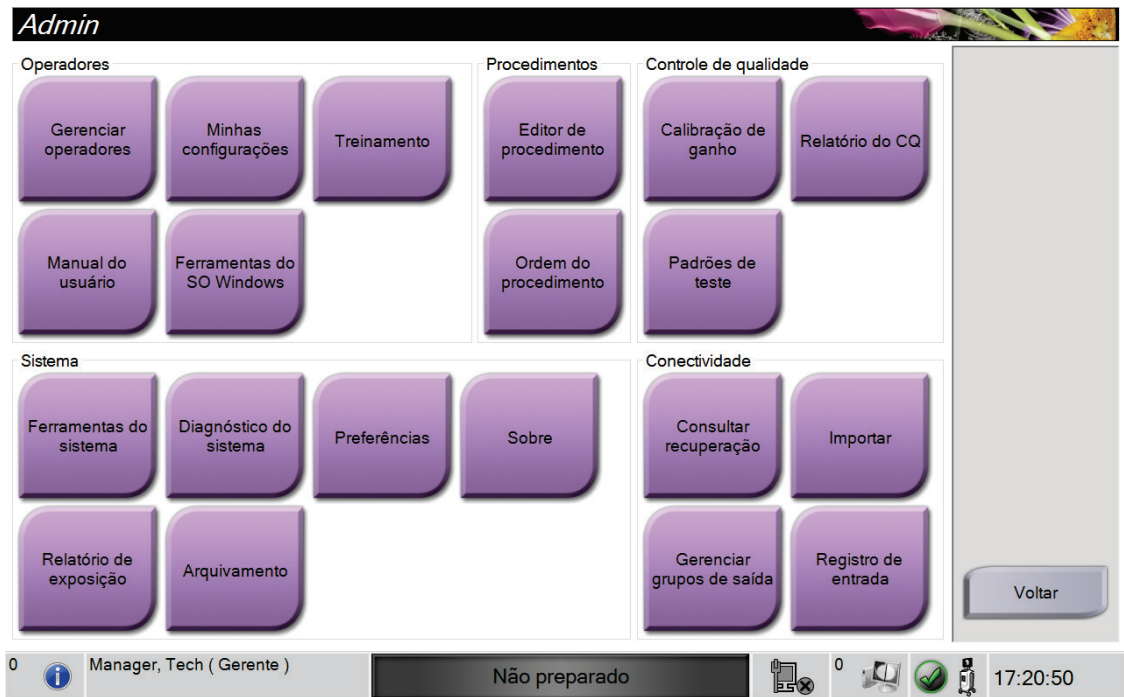 Admin
Operadores
Gerenciar
operadores
Minhas
configurações
Treinamento
Manual do
usuário
Ferramentas do
SO Windows
Procedimentos
Editor de
procedimento
Ordem do
procedimento
Controle de qualidade
Calibração de
ganho
Relatório do CQ
Padrões de
teste
Sistema
Ferramentas do
sistema
Diagnóstico do
sistema
Preferências
Sobre
Relatório de
exposição
Arquivamento
Conectividade
Consultar
recuperação
Importar
Gerenciar
grupos de saída
Registro de
entrada
Voltar
0
Manager, Tech ( Gerente )
Não preparado
0
17:20:50